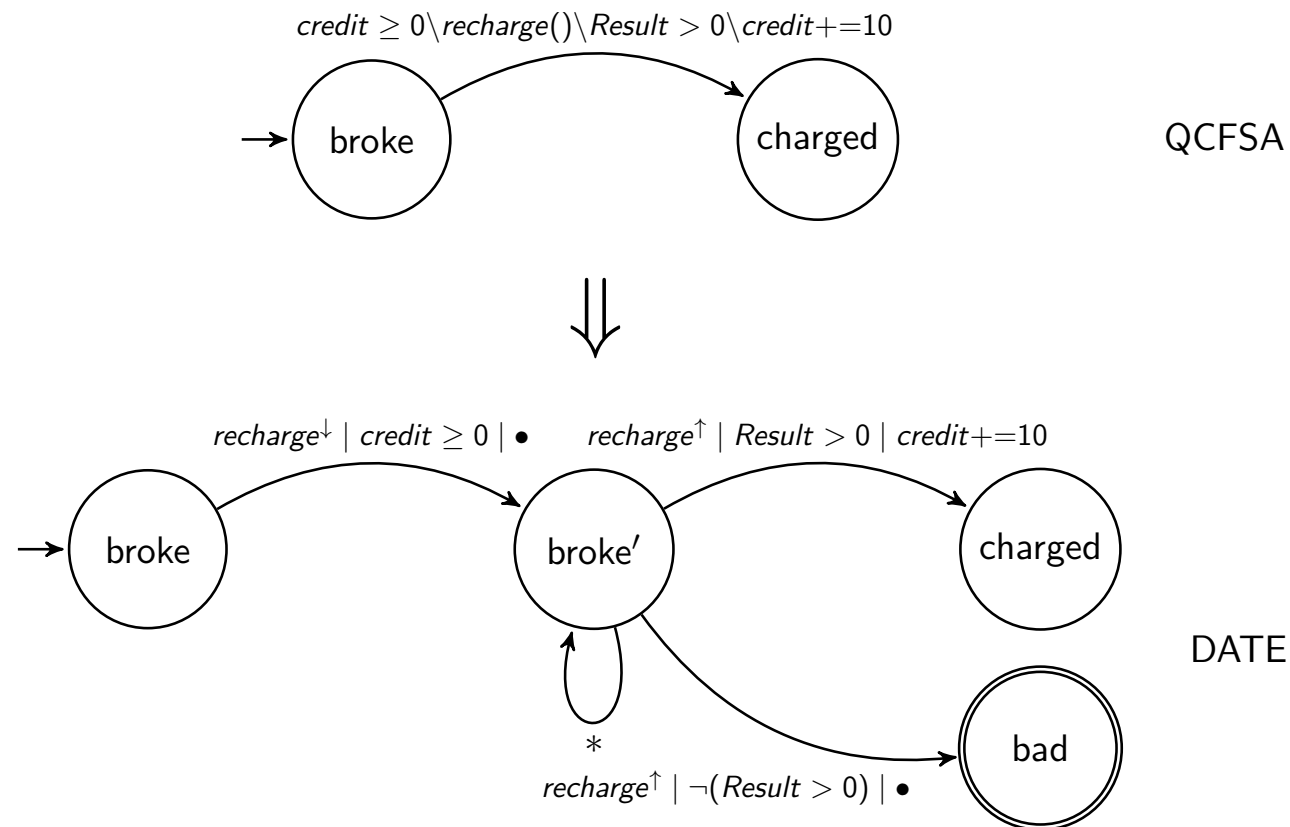 credit ≥ 0\recharge()\Result > 0\credit+=10
broke
charged
QCFSA
⇓
recharge↓ | credit ≥ 0 | •
recharge↑ | Result > 0 | credit+=10
broke
broke′
charged
DATE
*
bad
recharge↑ | ¬(Result > 0) | •